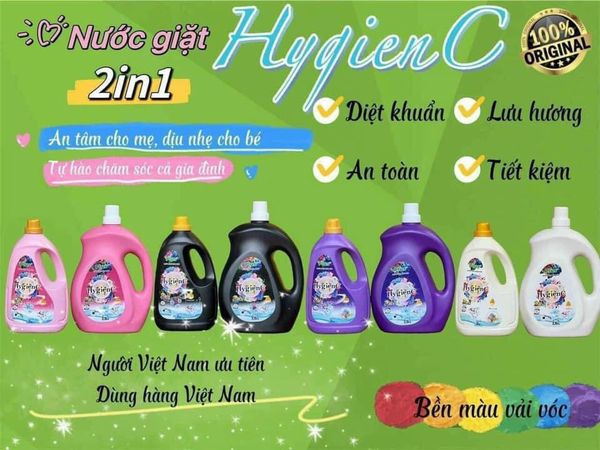 Nước giặt
2in1
HygienC
100%
ORIGINAL
An tâm cho mẹ, dịu nhẹ cho bé
Tự hào chăm sóc cả gia đình
Diệt khuẩn
Lưu hương
An toàn
Tiết kiệm
Người Việt Nam ưu tiên
Dùng hàng Việt Nam
Bền màu vải vóc